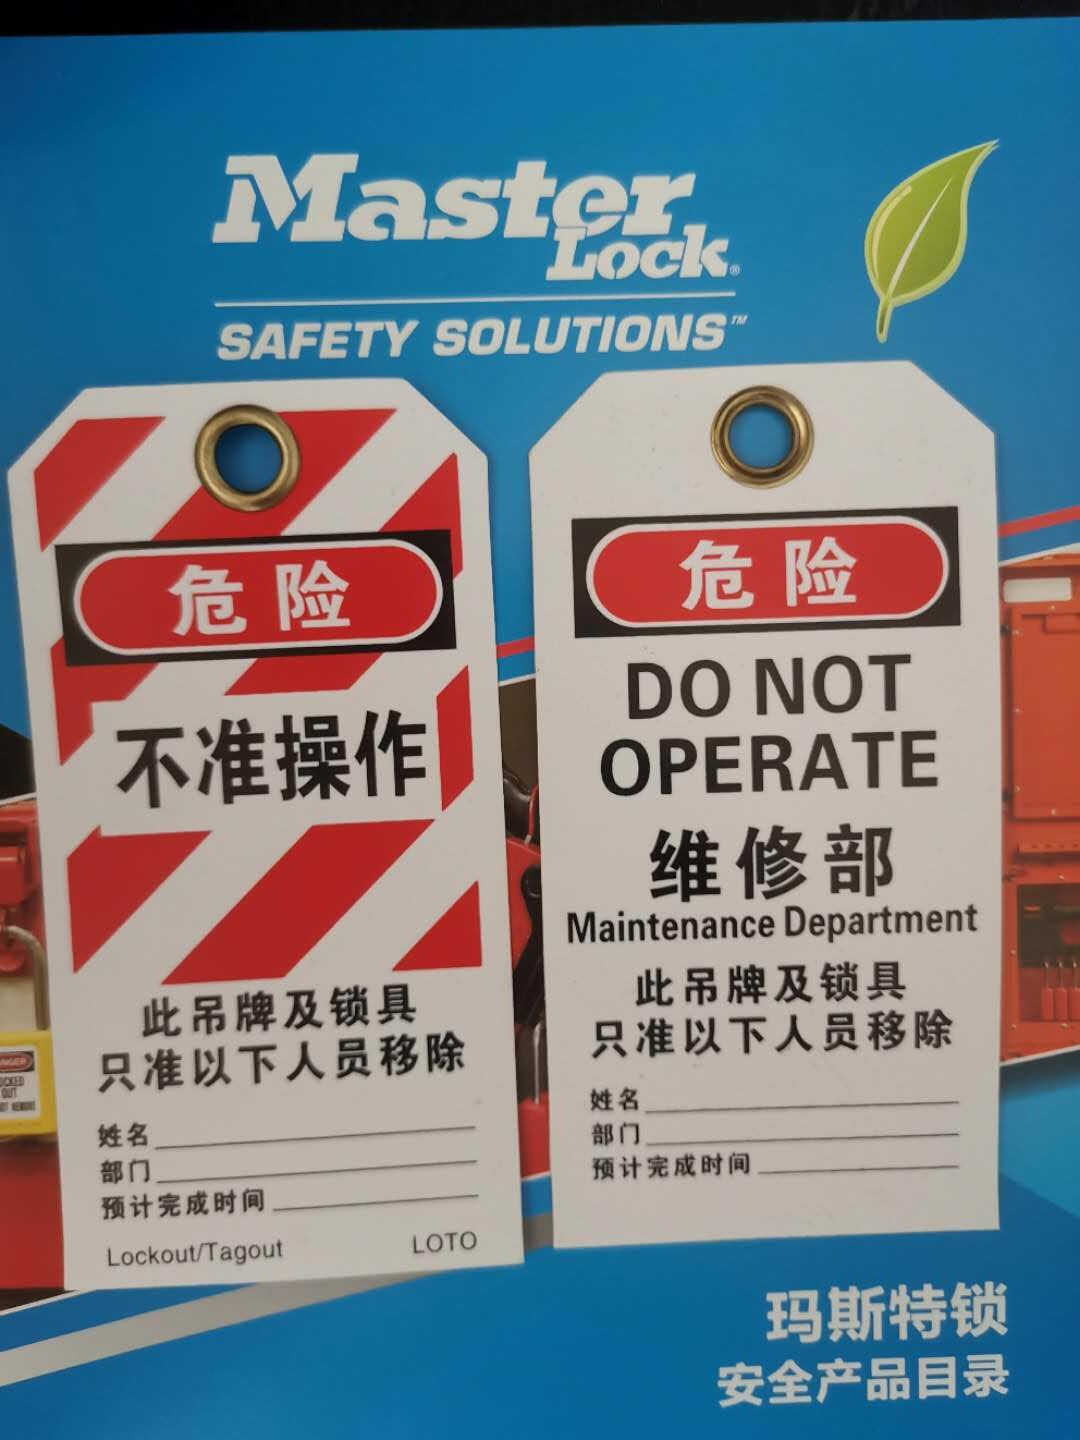 Master
Lock®
SAFETY SOLUTIONS™
危险
不准操作
此吊牌及锁具
只准以下人员移除
姓名
部门
预计完成时间
Lockout/Tagout LOTO
危险
DO NOT
OPERATE
维修部
Maintenance Department
此吊牌及锁具
只准以下人员移除
姓名
部门
预计完成时间
玛斯特锁
安全产品目录